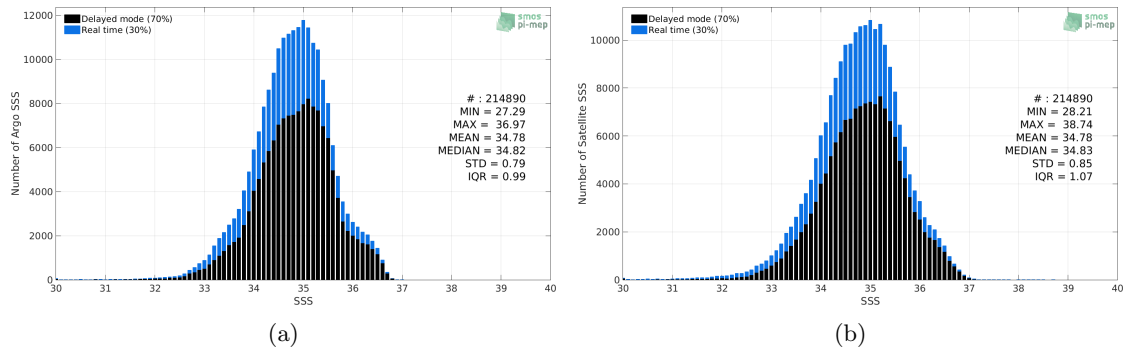 Delayed mode (70%)
Real time (30%)
smos
pi-mep
12000
10000
8000
6000
4000
2000
0
Number of Argo SSS
# : 214890
MIN = 27.29
MAX = 36.97
MEAN = 34.78
MEDIAN = 34.82
STD = 0.79
IQR = 0.99
30 31 32 33 34 35 36 37 38 39 40
SSS
(a)
Delayed mode (70%)
Real time (30%)
smos
pi-mep
10000
8000
6000
4000
2000
0
Number of Satellite SSS
# : 214890
MIN = 28.21
MAX = 38.74
MEAN = 34.78
MEDIAN = 34.83
STD = 0.85
IQR = 1.07
30 31 32 33 34 35 36 37 38 39 40
SSS
(b)